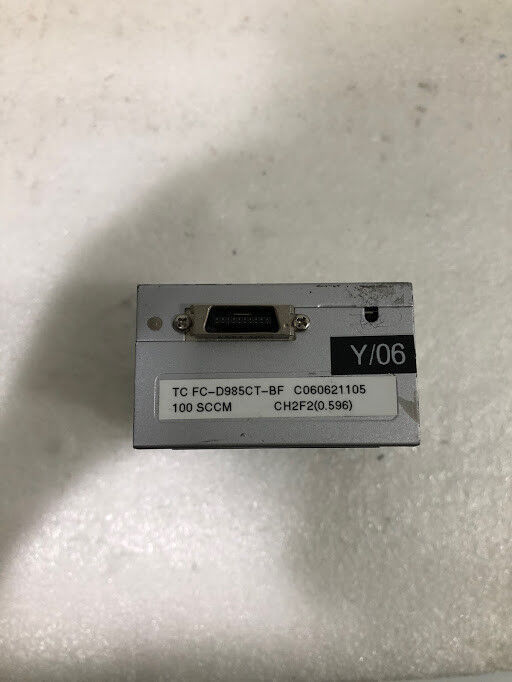 Y/06
TC FC-D985CT-BF C060621105
100 SCCM CH2F2(0.596)